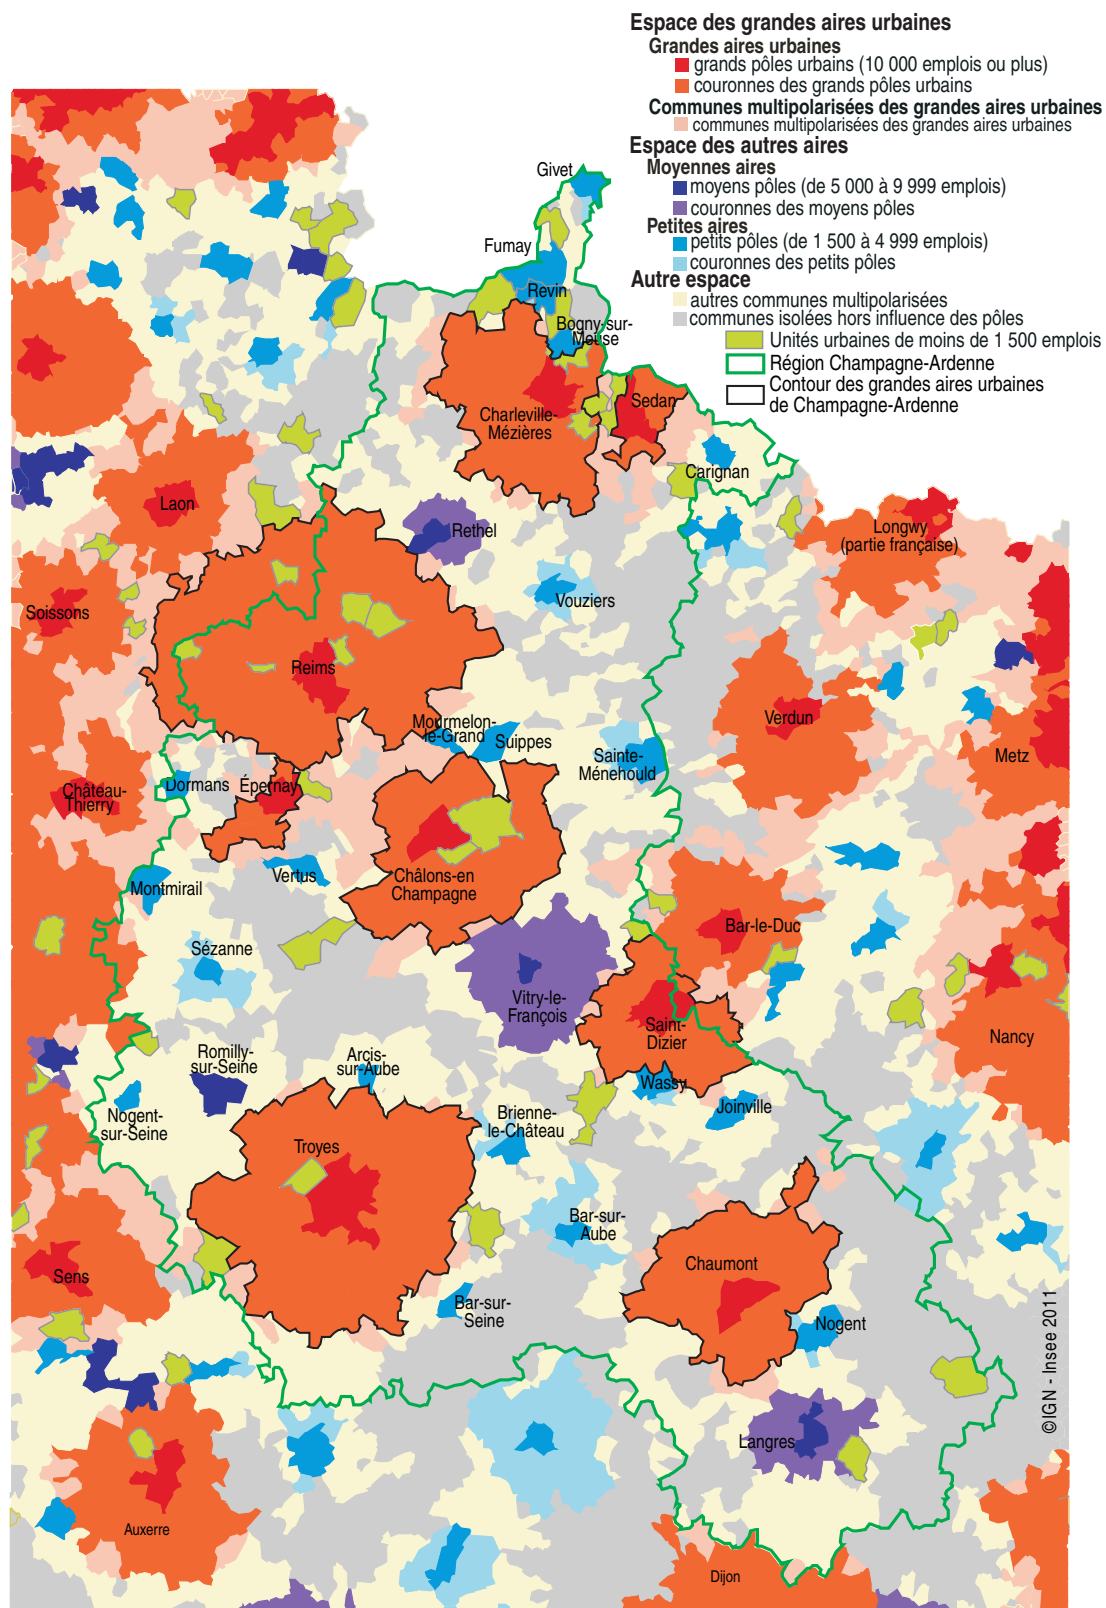 Espace des grandes aires urbaines
Grandes aires urbaines
grands pôles urbains (10 000 emplois ou plus)
couronnes des grands pôles urbains
Communes multipolarisées des grandes aires urbaines
communes multipolarisées des grandes aires urbaines
Espace des autres aires
Moyennes aires
moyens pôles (de 5 000 à 9 999 emplois)
couronnes des moyens pôles
Petites aires
petits pôles (de 1 500 à 4 999 emplois)
couronnes des petits pôles
Autre espace
autres communes multipolarisées
communes isolées hors influence des pôles
Unités urbaines de moins de 1 500 emplois
Région Champagne-Ardenne
Contour des grandes aires urbaines
de Champagne-Ardenne
Givet
Fumay
Revin
Bogny-sur-
Meuse
Sedan
Charleville-
Mézières
Carignan
Laon
Rethel
Longwy
(partie française)
Vouziers
Soissons
Reims
Verdun
Mourmelon-
le-Grand
Suippes
Sainte-
Ménehould
Metz
Dormans
Épernay
Château-
Thierry
Châlons-en
Champagne
Vertus
Montmirail
Bar-le-Duc
Sézanne
Vitry-le-
François
Saint-
Dizier
Nancy
Romilly-
sur-Seine
Arcis-
sur-Aube
Wassy
Joinville
Nogent-
sur-Seine
Brienne-
le-Château
Troyes
Bar-sur-
Aube
Chaumont
Sens
Bar-sur-
Seine
Nogent
©IGN - Insee 2011
Langres
Auxerre
Dijon